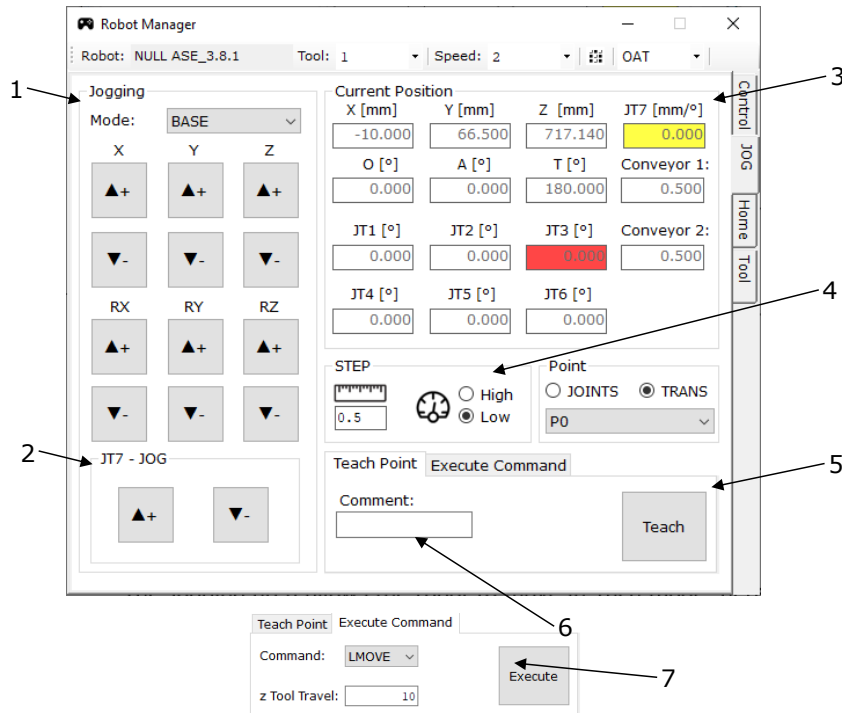 Robot Manager
Robot: NULL ASE_3.8.1 Tool: 1 Speed: 2 OAT
1
Jogging
Mode: BASE
X Y Z
▲+ ▲+ ▲+
▼- ▼- ▼-
RX RY RZ
▲+ ▲+ ▲+
▼- ▼- ▼-
2
JT7 - JOG
▲+ ▼-
3
Current Position
X [mm] Y [mm] Z [mm] JT7 [mm/°]
-10.000 66.500 717.140 0.000
O [°] A [°] T [°] Conveyor 1:
0.000 0.000 180.000 0.500
JT1 [°] JT2 [°] JT3 [°] Conveyor 2:
0.000 0.000 0.000 0.500
JT4 [°] JT5 [°] JT6 [°]
0.000 0.000 0.000
Control
JOG
Home
Tool
4
STEP
0.5
High
Low
Point
JOINTS TRANS
P0
5
Teach Point Execute Command
Comment:
Teach
6
Teach Point Execute Command
Command: LMOVE
z Tool Travel: 10
Execute
7